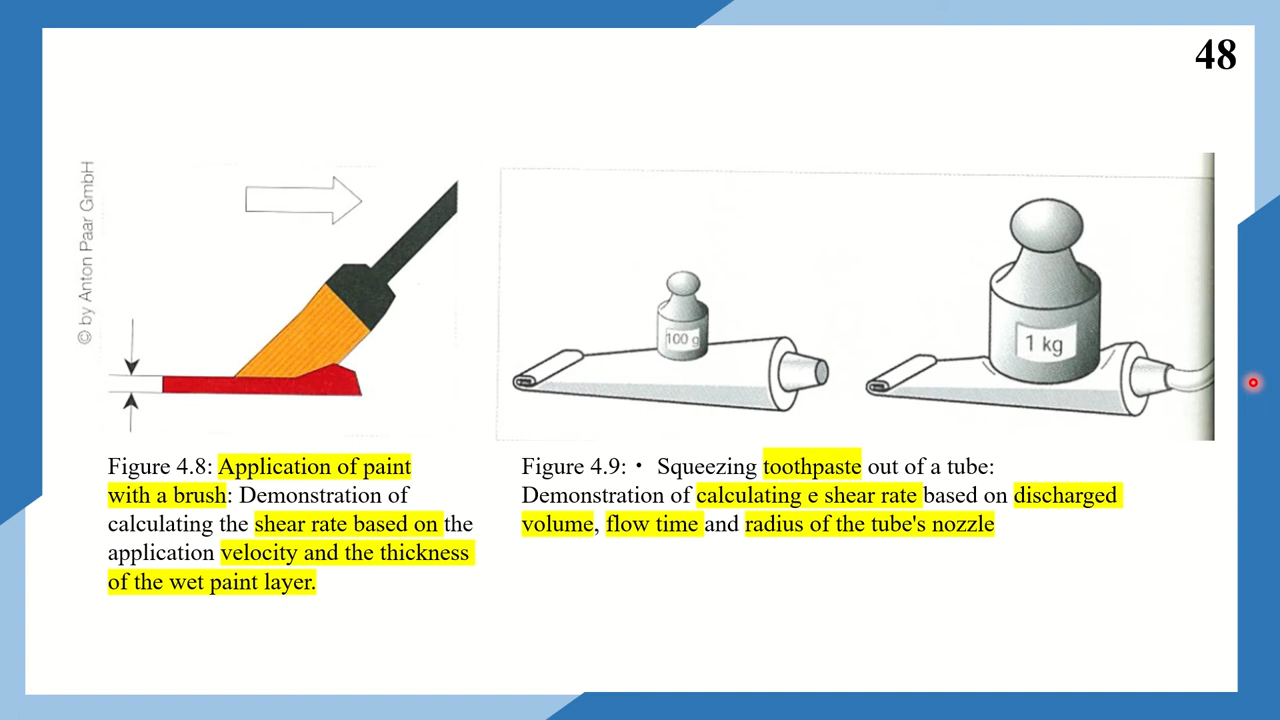 48
© by Anton Paar GmbH
100 g
1 kg
Figure 4.8: Application of paint
with a brush: Demonstration of
calculating the shear rate based on the
application velocity and the thickness
of the wet paint layer.
Figure 4.9: • Squeezing toothpaste out of a tube:
Demonstration of calculating e shear rate based on discharged
volume, flow time and radius of the tube's nozzle